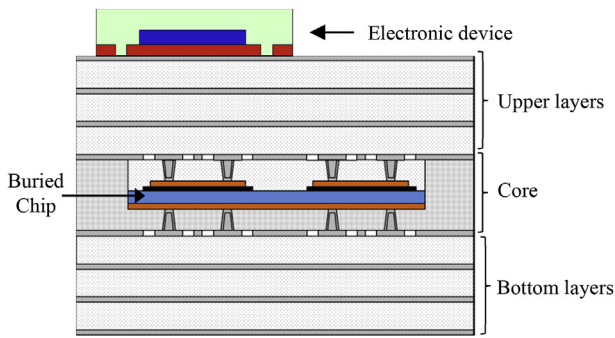 Electronic device
Upper layers
Buried
Chip
Core
Bottom layers